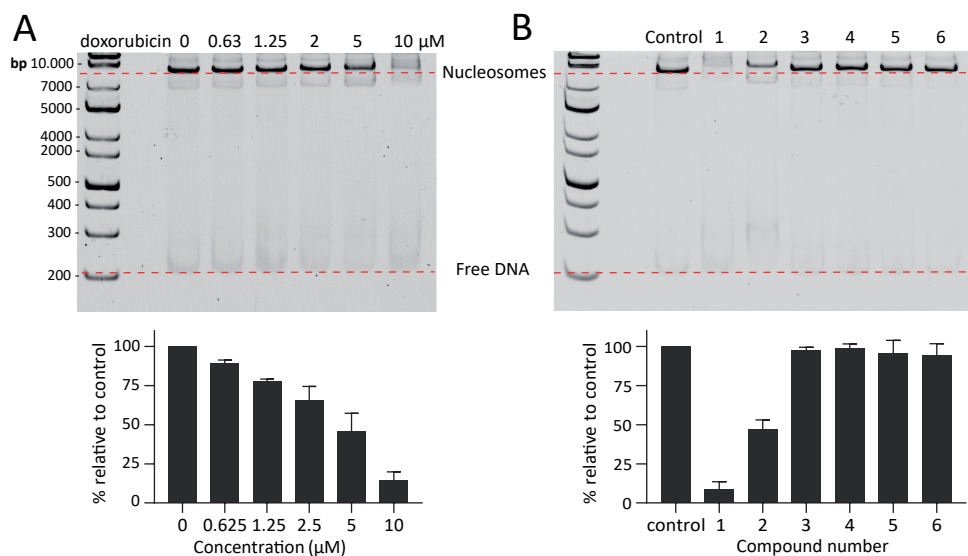 A
doxorubicin 0 0.63 1.25 2 5 10 µM
bp 10.000
7000
5000
4000
2000
500
400
300
200
Nucleosomes
Free DNA
% relative to control
100
75
50
25
0
0 0.625 1.25 2.5 5 10
Concentration (µM)
B
Control 1 2 3 4 5 6
% relative to control
100
75
50
25
0
control 1 2 3 4 5 6
Compound number